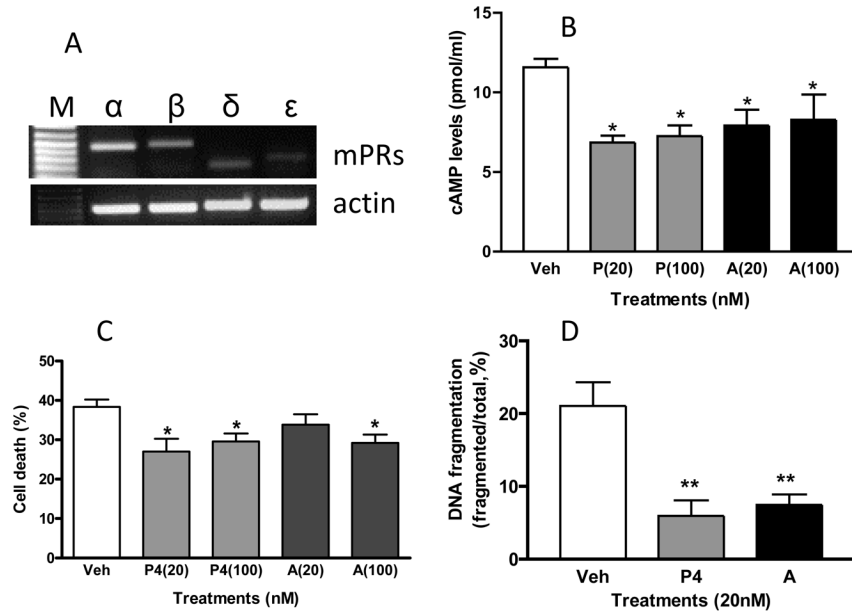 A
M α β δ ε
mPRs
actin
B
cAMP levels (pmol/ml)
15
10
5
0
* * * *
Veh P(20) P(100) A(20) A(100)
Treatments (nM)
C
Cell death (%)
50
40
30
20
10
0
* * *
Veh P4(20) P4(100) A(20) A(100)
Treatments (nM)
D
DNA fragmentation
(fragmented/total,%)
30
20
10
0
** **
Veh P4 A
Treatments (20nM)